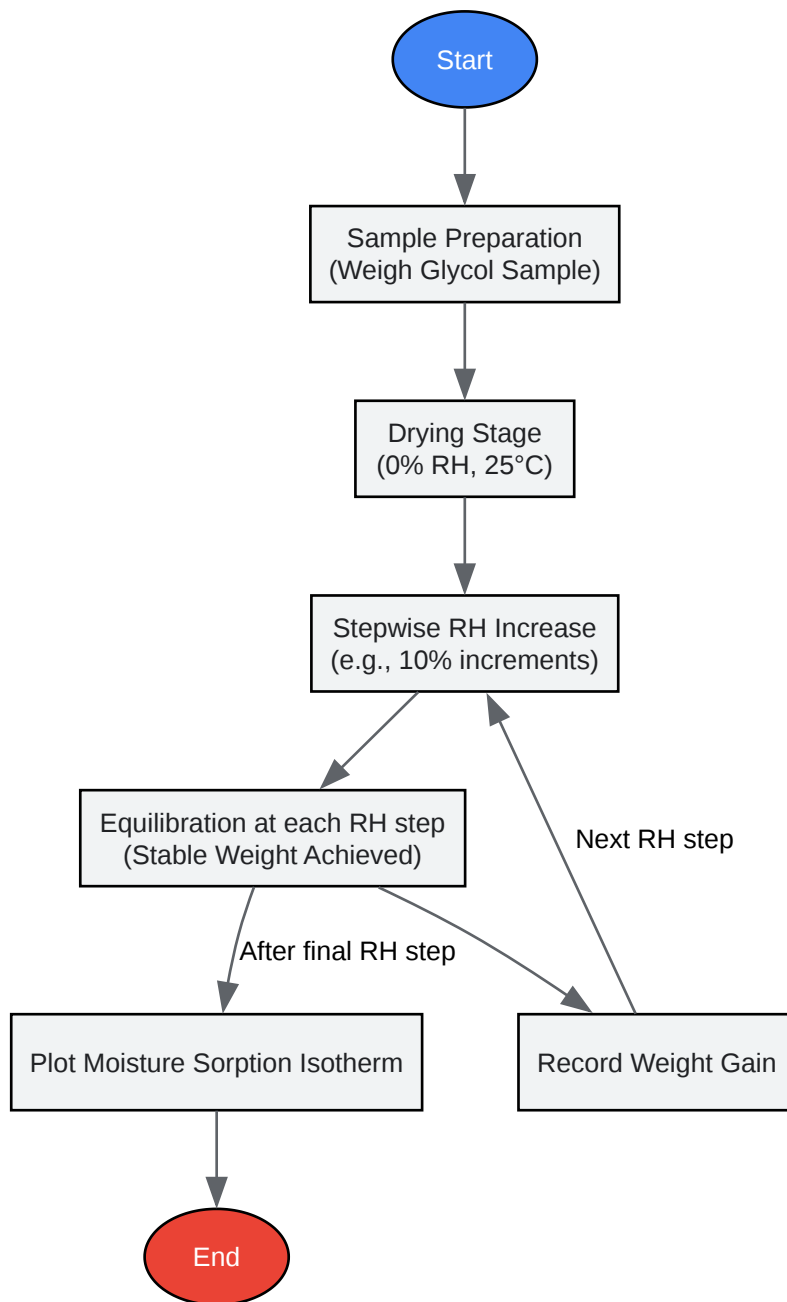 Start
Sample Preparation
(Weigh Glycol Sample)
Drying Stage
(0% RH, 25°C)
Stepwise RH Increase
(e.g., 10% increments)
Equilibration at each RH step
(Stable Weight Achieved)
Next RH step
After final RH step
Plot Moisture Sorption Isotherm
Record Weight Gain
End